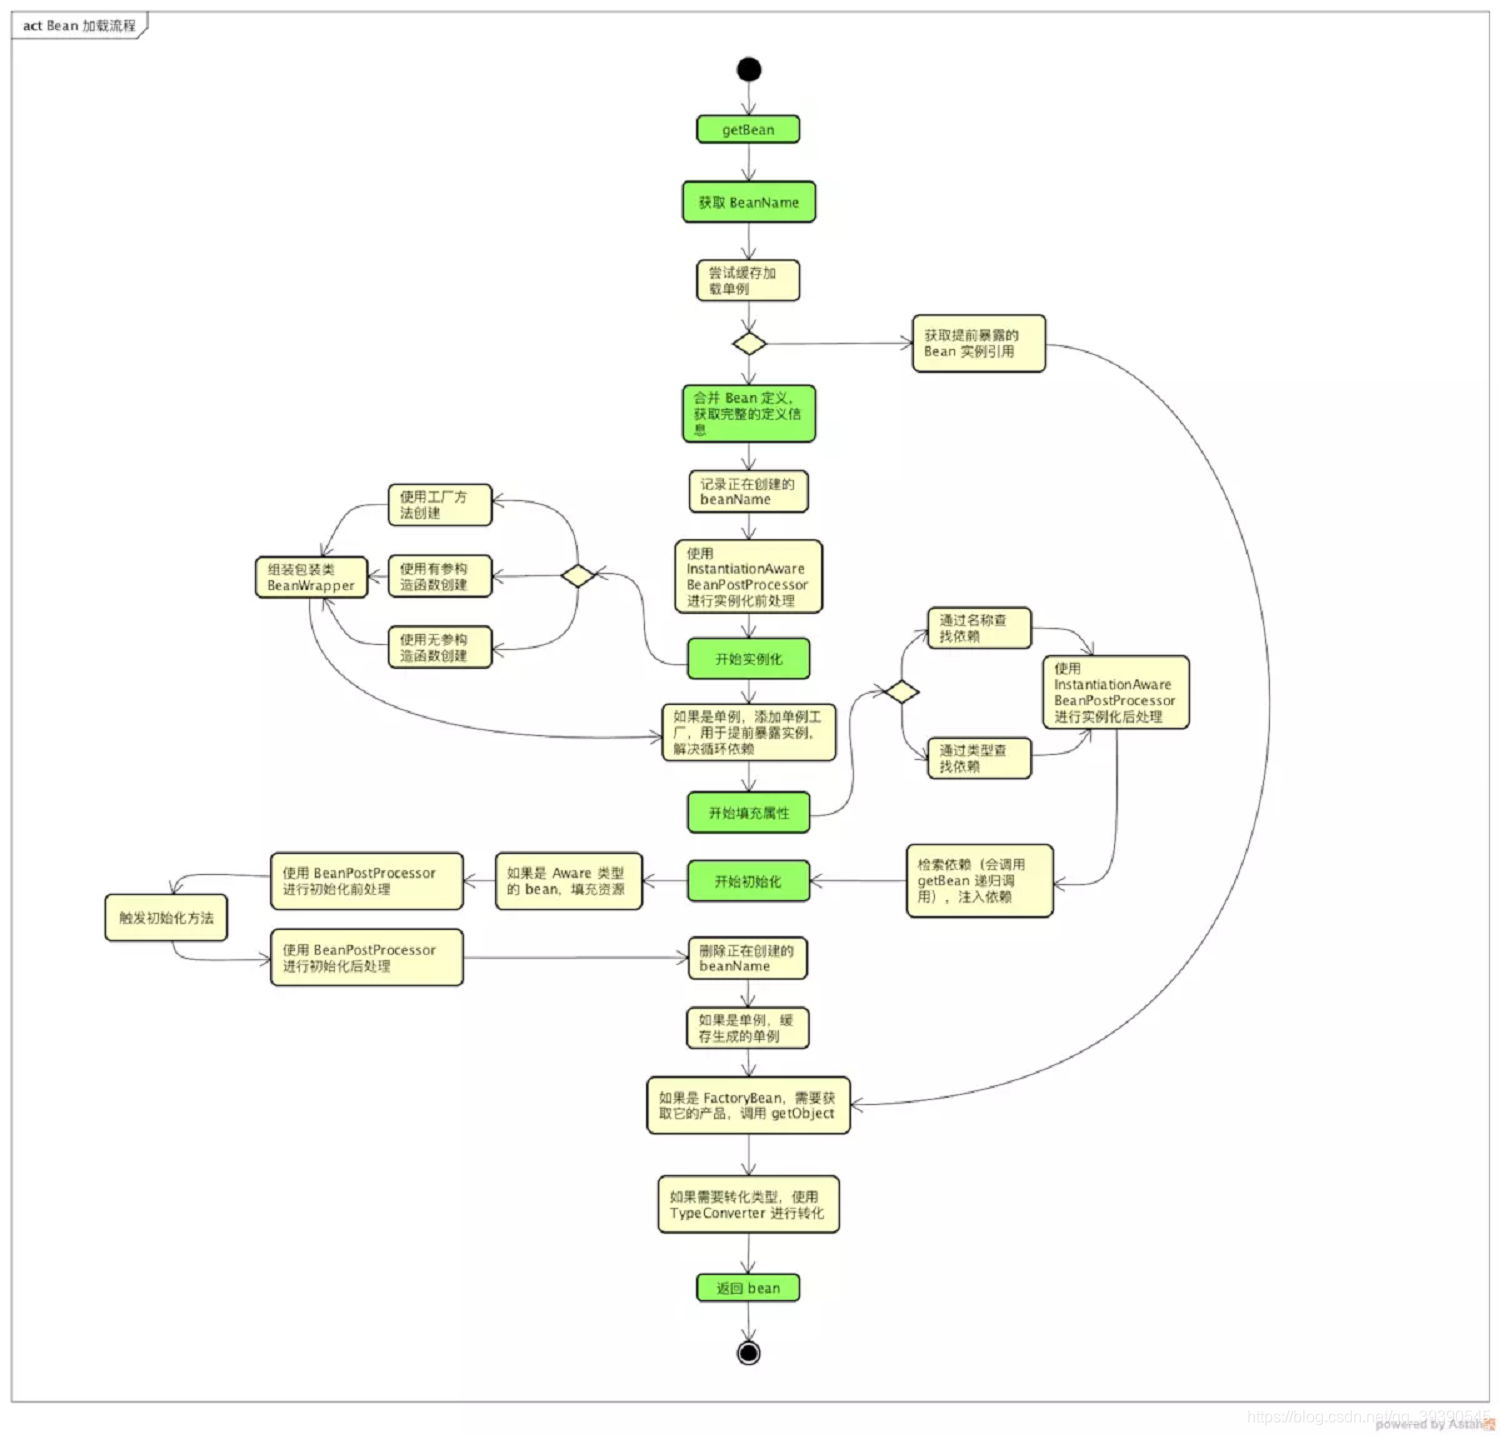 act Bean 加载流程
getBean
获取 BeanName
尝试缓存加
载单例
获取提前暴露的
Bean 实例引用
合并 Bean 定义,
获取完整的定义信
息
记录正在创建的
beanName
使用
InstantiationAware
BeanPostProcessor
进行实例化前处理
开始实例化
使用工厂方
法创建
使用有参构
造函数创建
使用无参构
造函数创建
组装包装类
BeanWrapper
如果是单例，添加单例工
厂，用于提前暴露实例，
解决循环依赖
开始填充属性
通过名称查
找依赖
通过类型查
找依赖
使用
InstantiationAware
BeanPostProcessor
进行实例化后处理
检索依赖（会调用
getBean 递归调
用），注入依赖
开始初始化
如果是 Aware 类型
的 bean，填充资源
使用 BeanPostProcessor
进行初始化前处理
触发初始化方法
使用 BeanPostProcessor
进行初始化后处理
删除正在创建的
beanName
如果是单例，缓
存生成的单例
如果是 FactoryBean，需要获
取它的产品，调用 getObject
如果需要转化类型，使用
TypeConverter 进行转化
返回 bean
https://blog.csdn.net/qq_39390545
powered by Astah